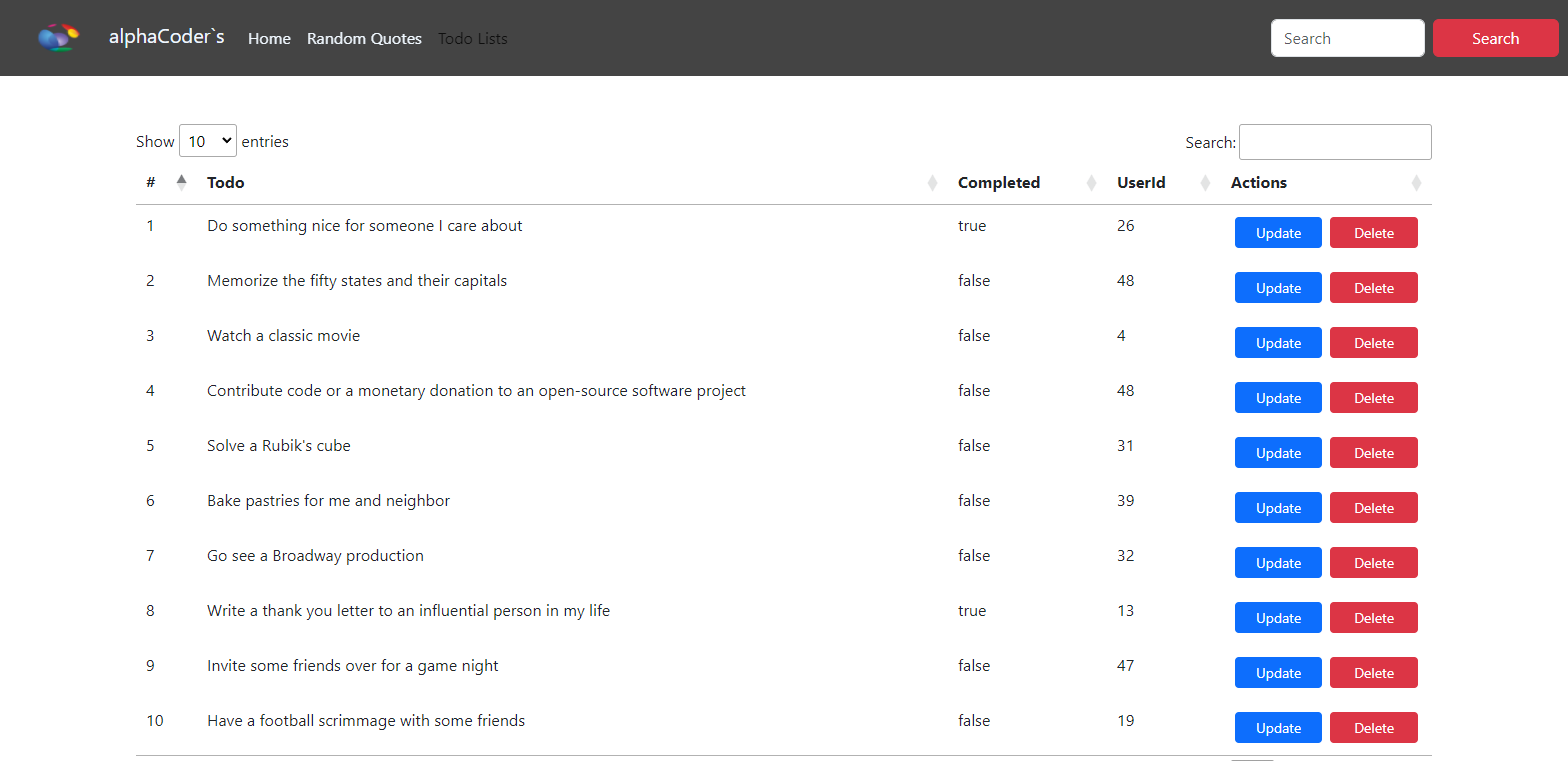 alphaCoder`s Home Random Quotes Todo Lists Search Search
Show 10 entries Search:
# Todo Completed UserId Actions
1 Do something nice for someone I care about true 26 Update Delete
2 Memorize the fifty states and their capitals false 48 Update Delete
3 Watch a classic movie false 4 Update Delete
4 Contribute code or a monetary donation to an open-source software project false 48 Update Delete
5 Solve a Rubik's cube false 31 Update Delete
6 Bake pastries for me and neighbor false 39 Update Delete
7 Go see a Broadway production false 32 Update Delete
8 Write a thank you letter to an influential person in my life true 13 Update Delete
9 Invite some friends over for a game night false 47 Update Delete
10 Have a football scrimmage with some friends false 19 Update Delete